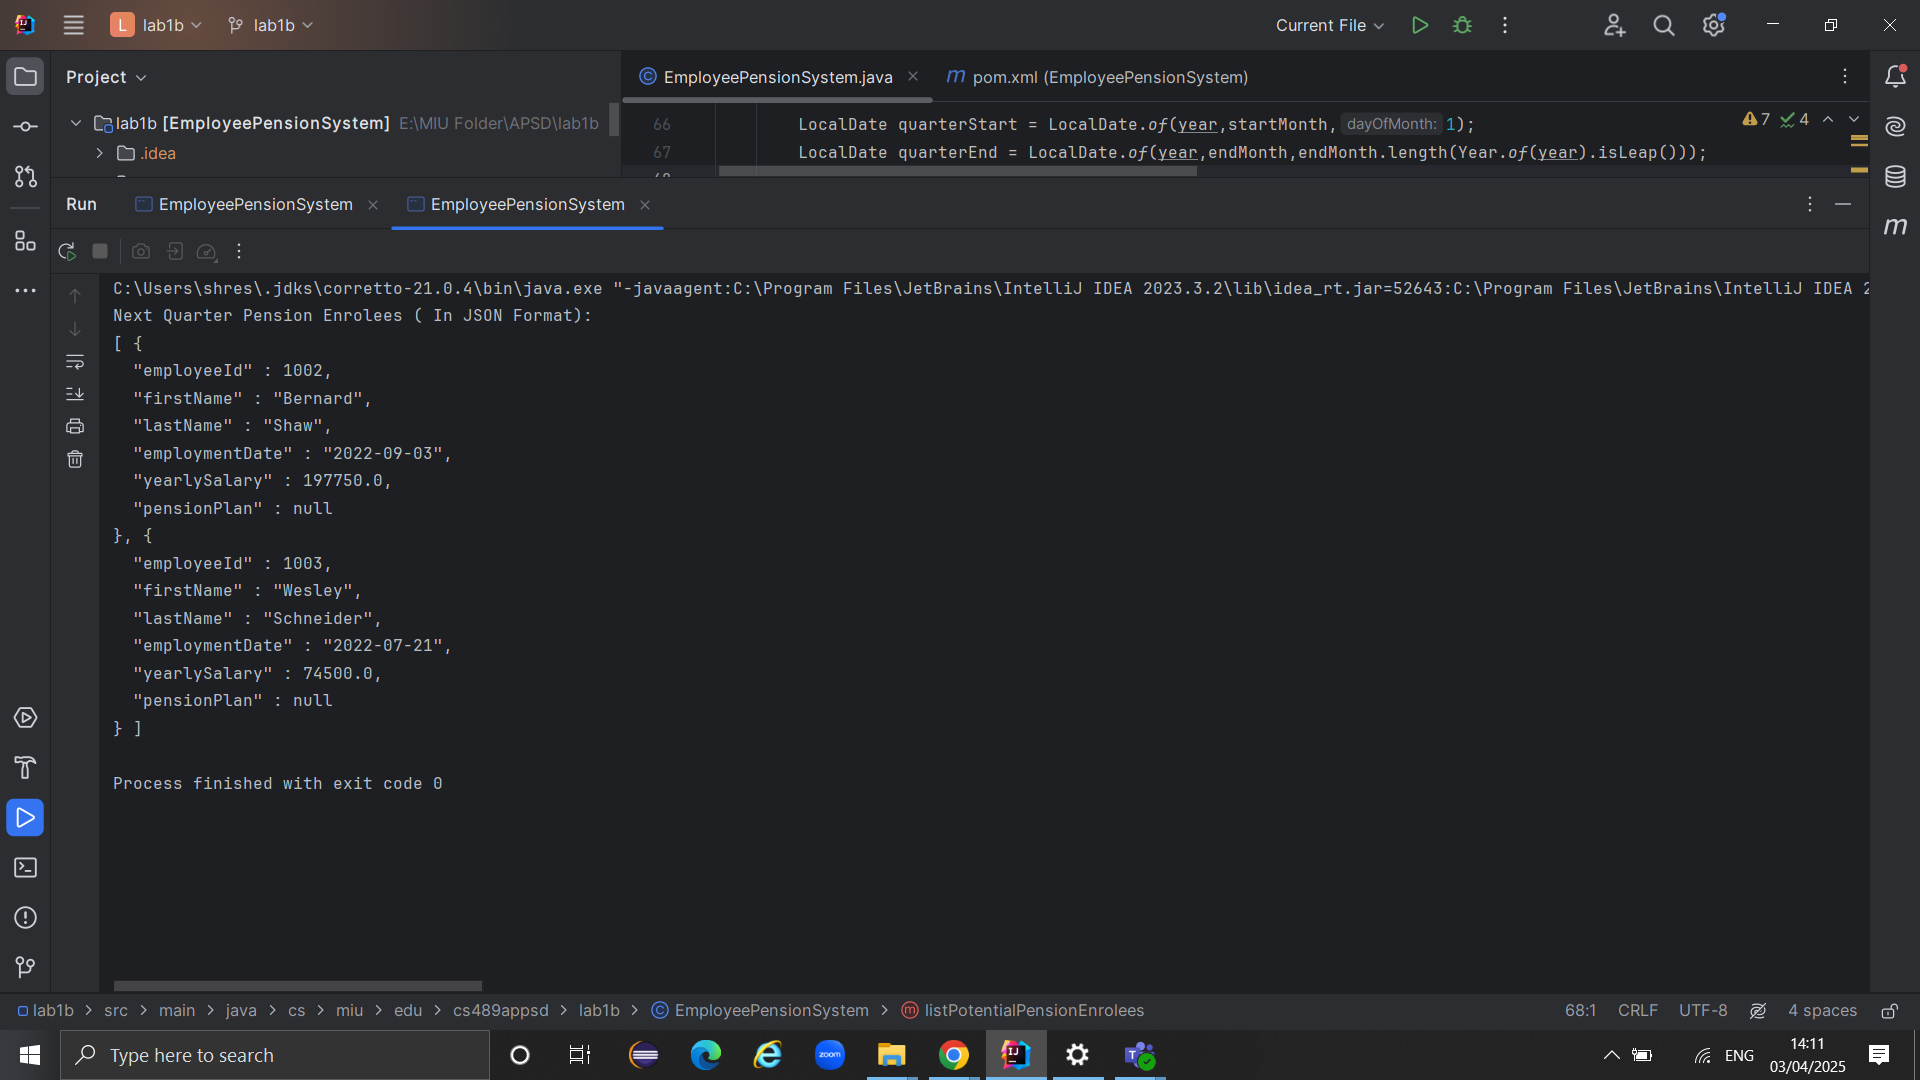 L lab1b lab1b Current File
Project
EmployeePensionSystem.java m pom.xml (EmployeePensionSystem)
lab1b [EmployeePensionSystem] E:\MIU Folder\APSD\lab1b
.idea
66 LocalDate quarterStart = LocalDate.of(year,startMonth, dayOfMonth: 1);
7 4
67 LocalDate quarterEnd = LocalDate.of(year,endMonth,endMonth.length(Year.of(year).isLeap()));
Run EmployeePensionSystem EmployeePensionSystem
C:\Users\shres\.jdks\corretto-21.0.4\bin\java.exe "-javaagent:C:\Program Files\JetBrains\IntelliJ IDEA 2023.3.2\lib\idea_rt.jar=52643:C:\Program Files\JetBrains\IntelliJ IDEA 2
Next Quarter Pension Enrolees ( In JSON Format):
[ {
"employeeId" : 1002,
"firstName" : "Bernard",
"lastName" : "Shaw",
"employmentDate" : "2022-09-03",
"yearlySalary" : 197750.0,
"pensionPlan" : null
}, {
"employeeId" : 1003,
"firstName" : "Wesley",
"lastName" : "Schneider",
"employmentDate" : "2022-07-21",
"yearlySalary" : 74500.0,
"pensionPlan" : null
} ]
Process finished with exit code 0
lab1b > src > main > java > cs > miu > edu > cs489appsd > lab1b > EmployeePensionSystem > listPotentialPensionEnrolees
68:1 CRLF UTF-8 4 spaces
Type here to search
zoom
ENG
14:11
03/04/2025